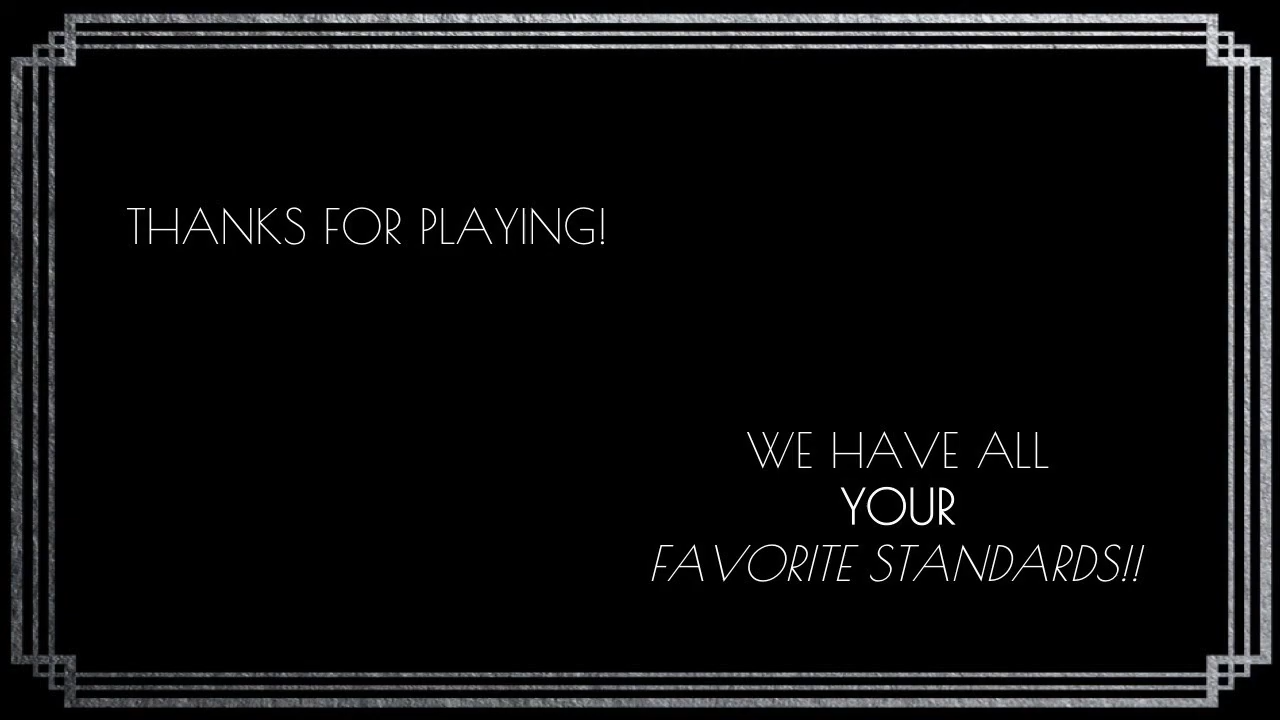 THANKS FOR PLAYING!
WE HAVE ALL
YOUR
FAVORITE STANDARDS!!